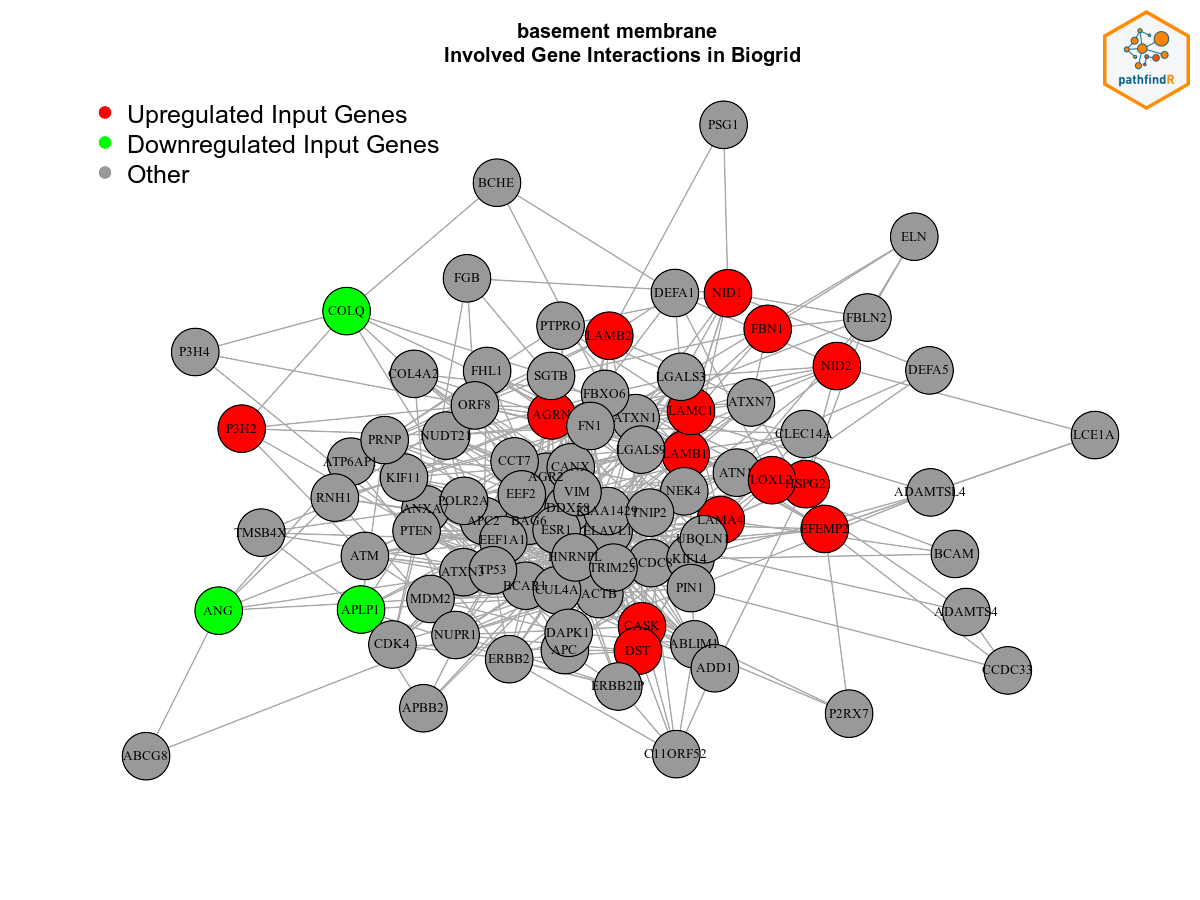 basement membrane
Involved Gene Interactions in Biogrid
pathfindR
Upregulated Input Genes
Downregulated Input Genes
Other
PSG1
BCHE
ELN
FGB
DEFA1
NID1
COLQ
FBLN2
PTPRO
LAMB2
FBN1
P3H4
NID2
COL4A2
FHL1
SGTB
LGALS3
DEFA5
FBXO6
ATXN7
ORF8
AGRN
LAMC1
ATXN1
FN1
P3H2
NUDT21
PRNP
CLEC14A
LCE1A
LGALS9
LAMB1
ATP6AP1
CCT7
CANX
KIF11
AGR2
ATN1
HSPG2
RNH1
EEF2
VIM
NEK4
ADAMTSL4
POLR2A
ANXA7
DDX58
KIAA1429
TNIP2
APC2
BAG6
LAMA4
TMSB4X
PTEN
ESR1
ELAVL1
EFEMP2
EEF1A1
UBQLN1
ATM
HNRNPL
BCAM
ATXN3
TP53
TRIM25
CCDC8
KIF14
BCAR1
CUL4A
ACTB
PIN1
MDM2
ANG
APLP1
ADAMTS4
CASK
CDK4
NUPR1
DAPK1
APC
DST
ABLIM1
ERBB2
ADD1
CCDC33
ERBB2IP
APBB2
P2RX7
ABCG8
C11ORF52